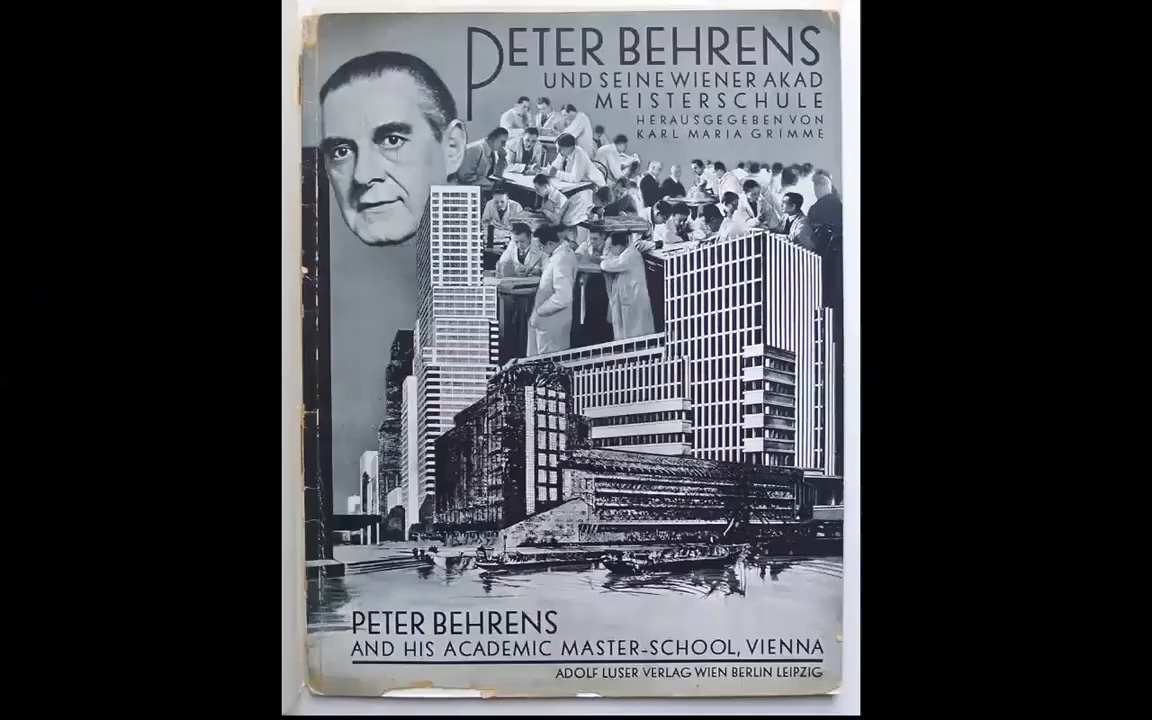 PETER BEHRENS
UND SEINE WIENER AKAD
MEISTERSCHULE
HERAUSGEGEBEN VON
KARL MARIA GRIMME
PETER BEHRENS
AND HIS ACADEMIC MASTER-SCHOOL, VIENNA
ADOLF LUSER VERLAG WIEN BERLIN LEIPZIG